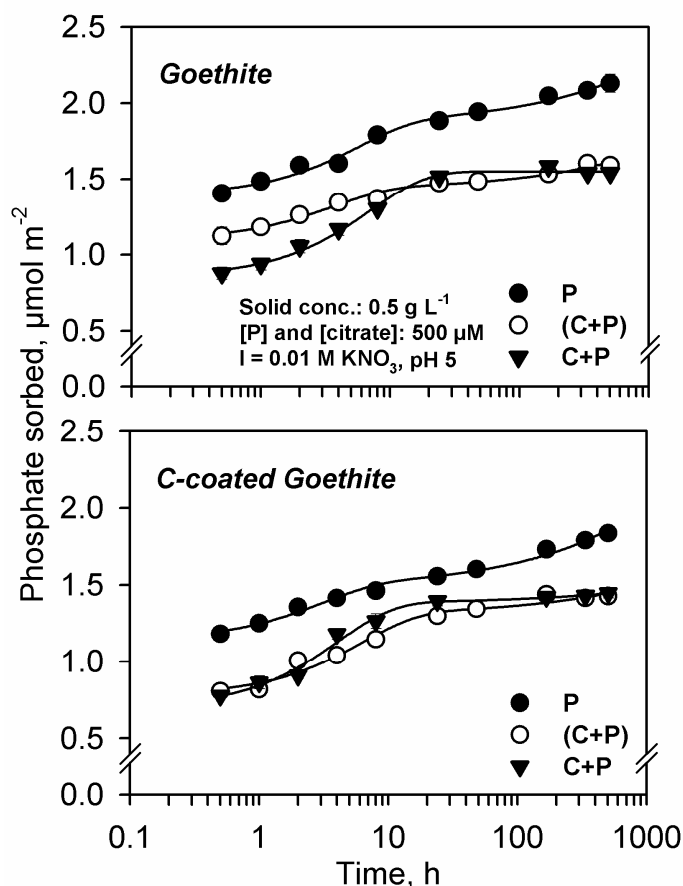 Phosphate sorbed, µmol m⁻²
2.5
Goethite
2.0
1.5
1.0
Solid conc.: 0.5 g L⁻¹
[P] and [citrate]: 500 µM
I = 0.01 M KNO₃, pH 5
P
(C+P)
C+P
0.5
0.0
2.5
C-coated Goethite
2.0
1.5
1.0
P
(C+P)
C+P
0.5
0.0
0.1 1 10 100 1000
Time, h